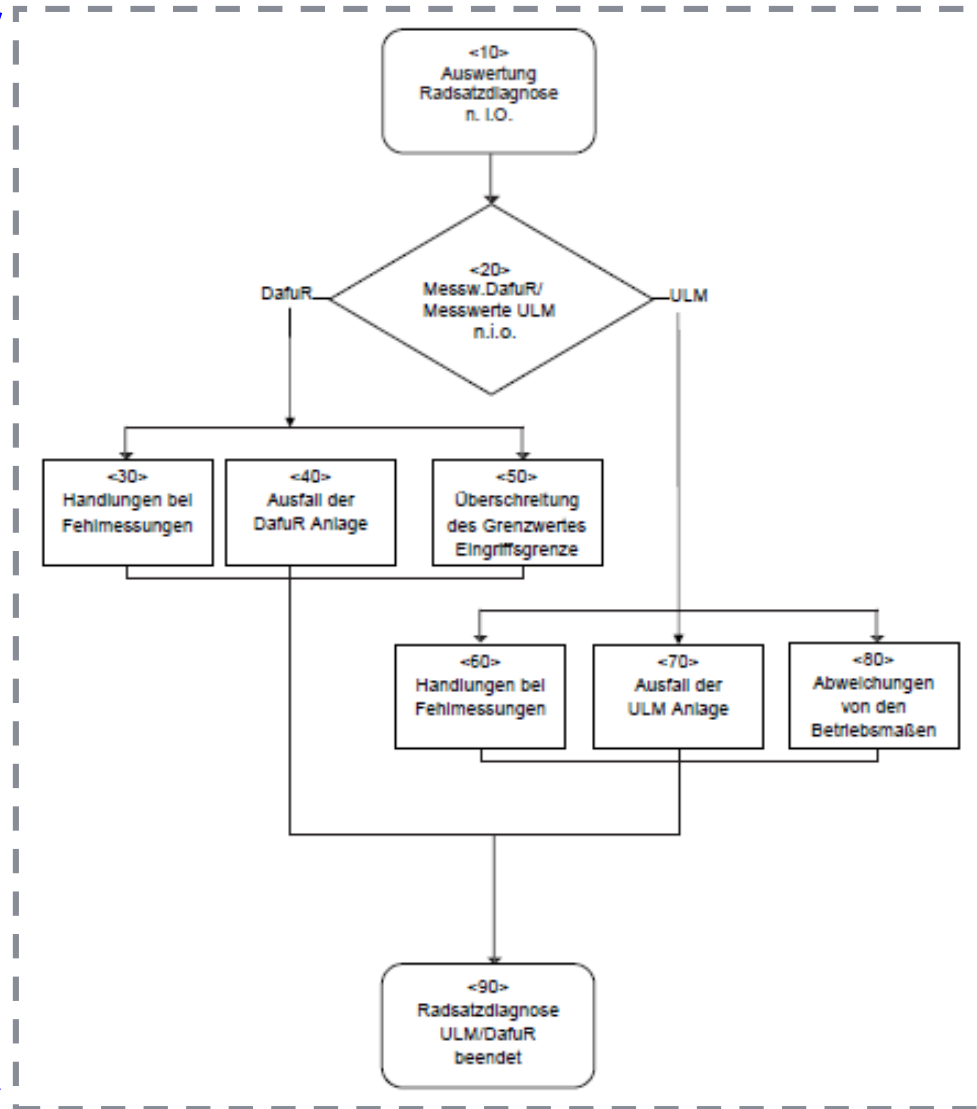 <10>
Auswertung
Radsatzdiagnose
n. I.O.
<20>
Messw.DafuR/
Messwerte ULM
n.i.o.
DafuR
ULM
<30>
Handlungen bei
Fehlmessungen
<40>
Ausfall der
DafuR Anlage
<50>
Überschreitung
des Grenzwertes
Eingriffsgrenze
<60>
Handlungen bei
Fehlmessungen
<70>
Ausfall der
ULM Anlage
<80>
Abweichungen
von den
Betriebsmaßen
<90>
Radsatzdiagnose
ULM/DafuR
beendet